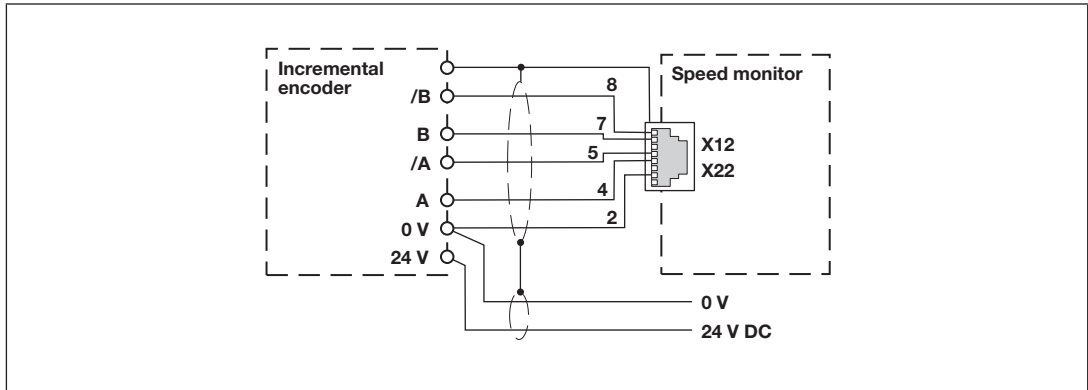 Incremental
encoder
Speed monitor
/B
8
B
7
X12
/A
5
X22
A
4
0 V
2
24 V
0 V
24 V DC